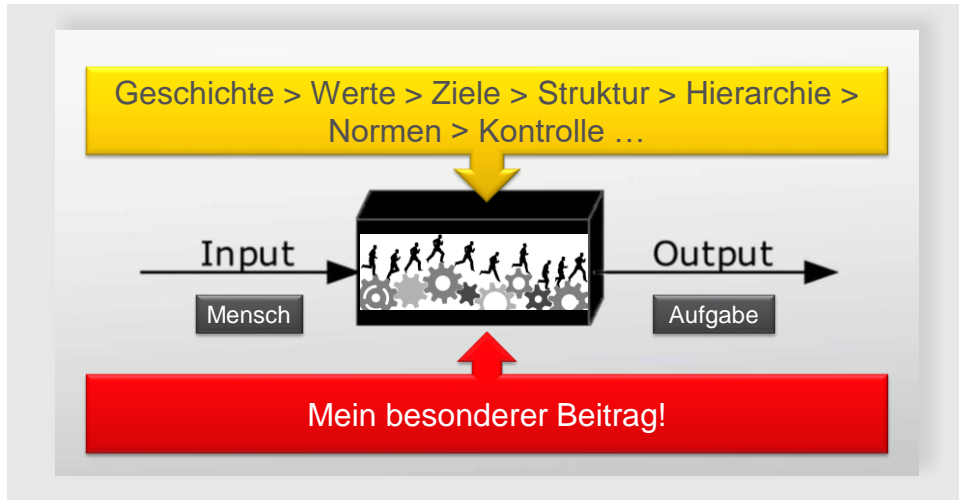 Geschichte > Werte > Ziele > Struktur > Hierarchie >
Normen > Kontrolle …
Input
Output
Mensch
Aufgabe
Mein besonderer Beitrag!